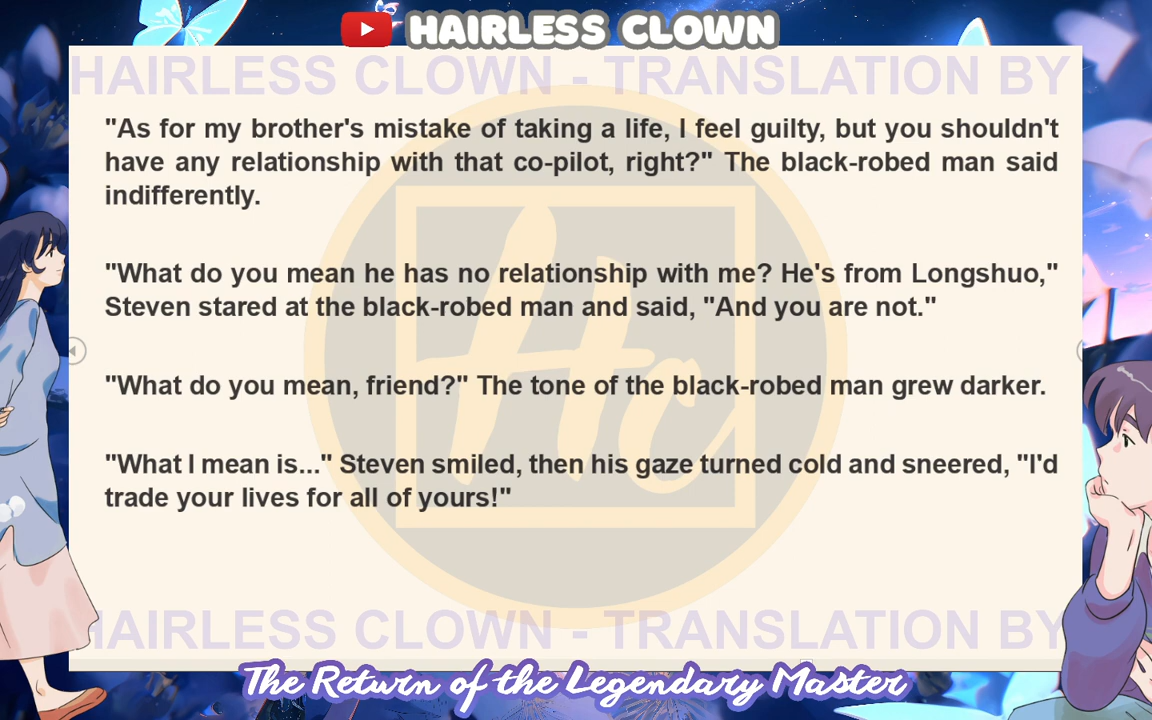 HAIRLESS CLOWN
HAIRLESS CLOWN - TRANSLATION BY
"As for my brother's mistake of taking a life, I feel guilty, but you shouldn't
have any relationship with that co-pilot, right?" The black-robed man said
indifferently.
"What do you mean he has no relationship with me? He's from Longshuo,"
Steven stared at the black-robed man and said, "And you are not."
"What do you mean, friend?" The tone of the black-robed man grew darker.
"What I mean is..." Steven smiled, then his gaze turned cold and sneered, "I'd
trade your lives for all of yours!"
Hc
HAIRLESS CLOWN - TRANSLATION BY
The Return of the Legendary Master